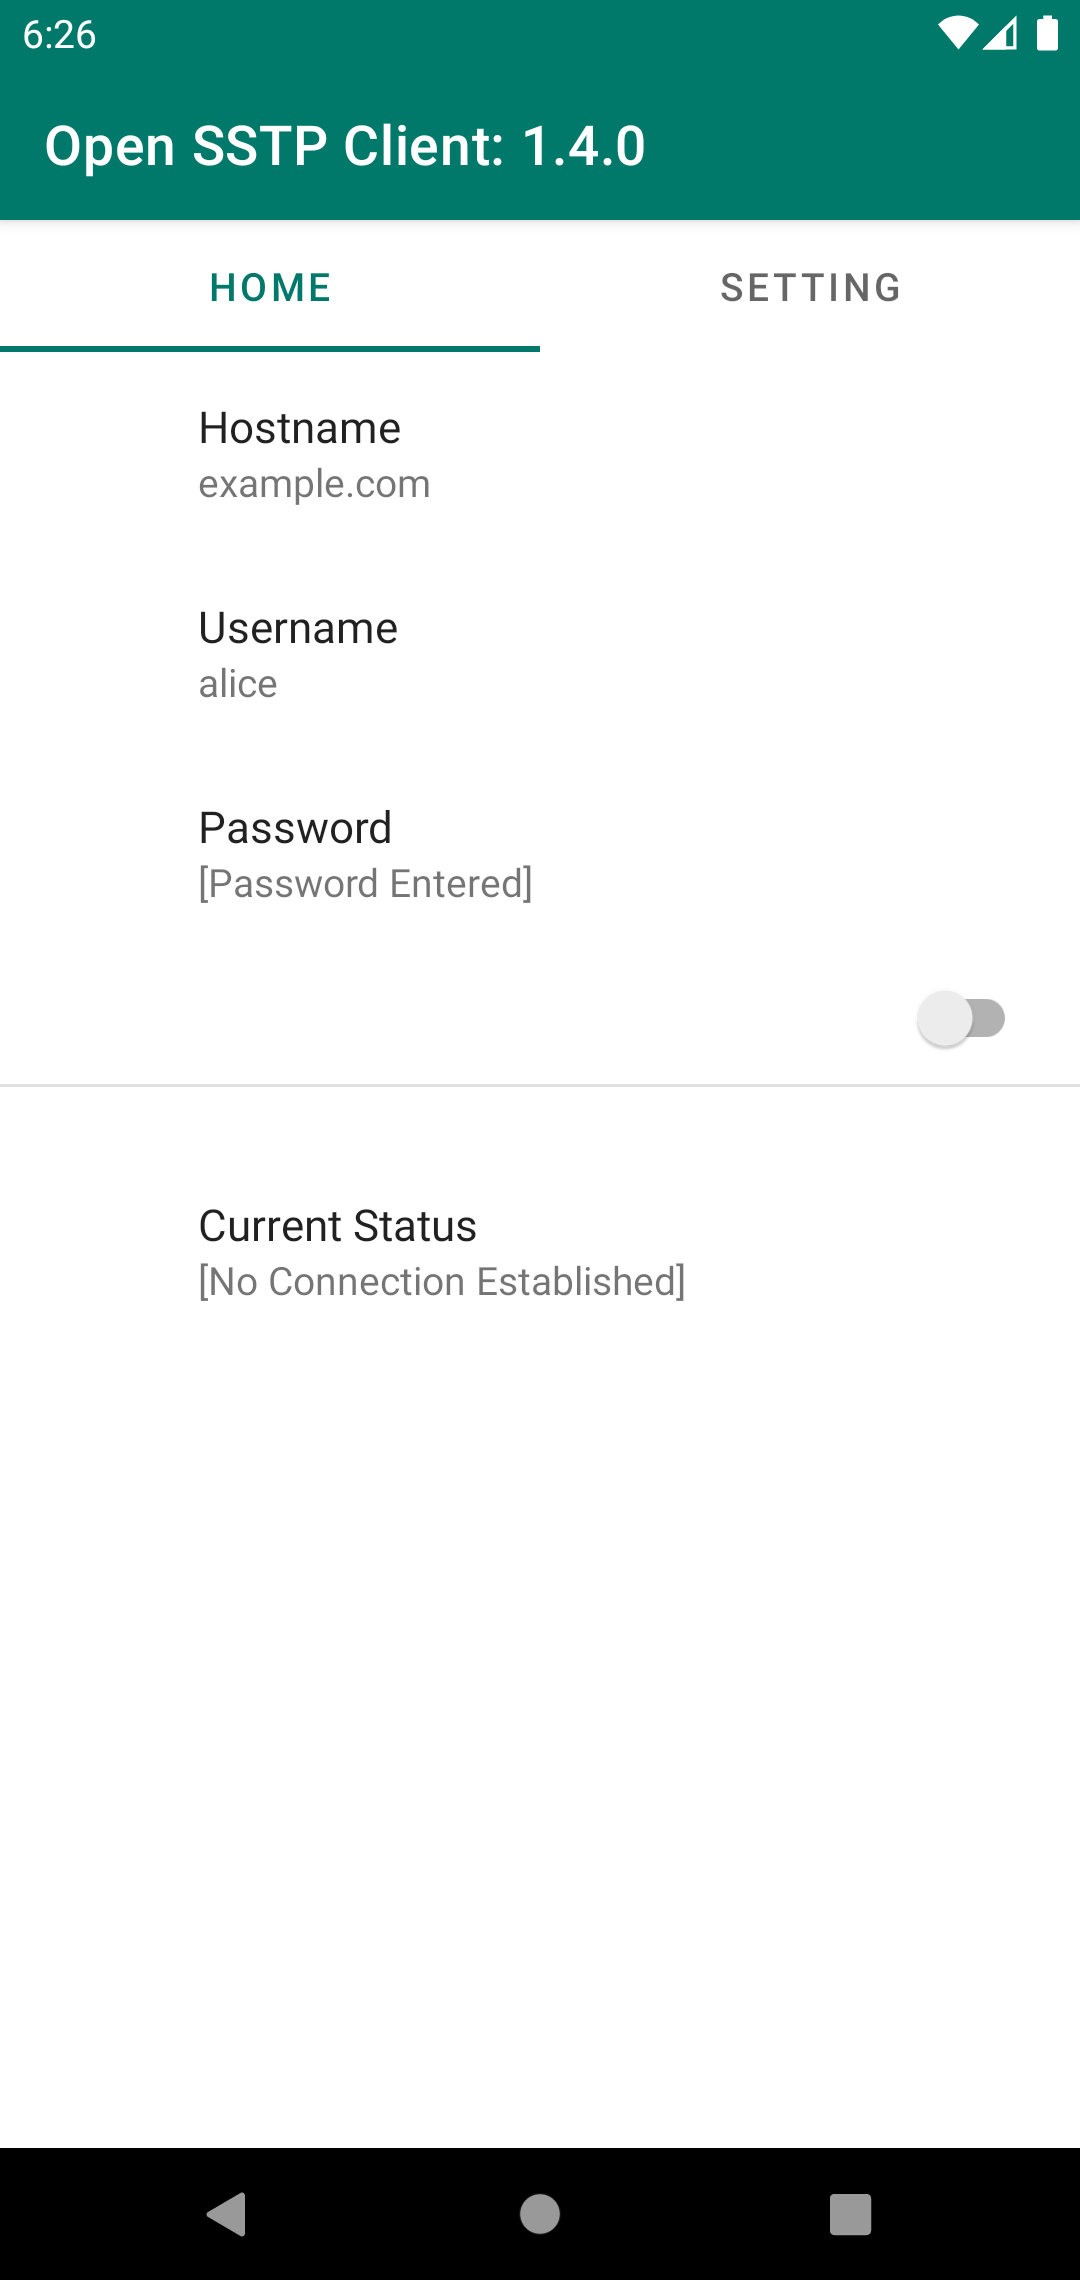 6:26
Open SSTP Client: 1.4.0
HOME
SETTING
Hostname
example.com
Username
alice
Password
[Password Entered]
Current Status
[No Connection Established]